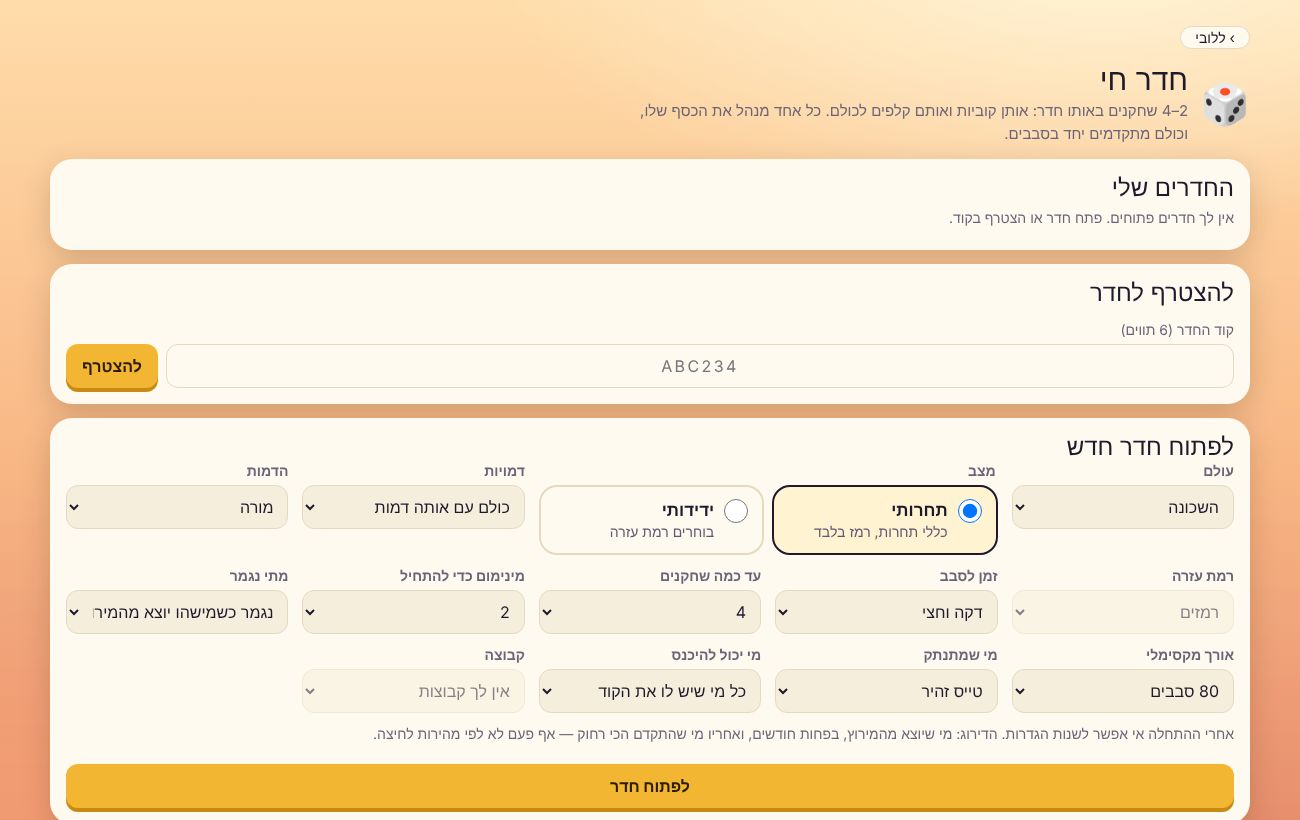 ‹ ללובי
חדר חי
2–4 שחקנים באותו חדר: אותן קוביות ואותם קלפים לכולם. כל אחד מנהל את הכסף שלו,
וכולם מתקדמים יחד בסבבים.
החדרים שלי
אין לך חדרים פתוחים. פתח חדר או הצטרף בקוד.
להצטרף לחדר
קוד החדר (6 תווים)
ABC234
להצטרף
לפתוח חדר חדש
עולם
השכונה
מצב
תחרותי
כללי תחרות, רמז בלבד
ידידותי
בוחרים רמת עזרה
דמויות
כולם עם אותה דמות
הדמות
מורה
רמת עזרה
רמזים
זמן לסבב
דקה וחצי
עד כמה שחקנים
4
מינימום כדי להתחיל
2
מתי נגמר
נגמר כשמישהו יוצא מהמירו
אורך מקסימלי
80 סבבים
מי שמתנתק
טייס זהיר
מי יכול להיכנס
כל מי שיש לו את הקוד
קבוצה
אין לך קבוצות
אחרי ההתחלה אי אפשר לשנות הגדרות. הדירוג: מי שיוצא מהמירוץ, בפחות חודשים, ואחריו מי שהתקדם הכי רחוק — אף פעם לא לפי מהירות לחיצה.
לפתוח חדר